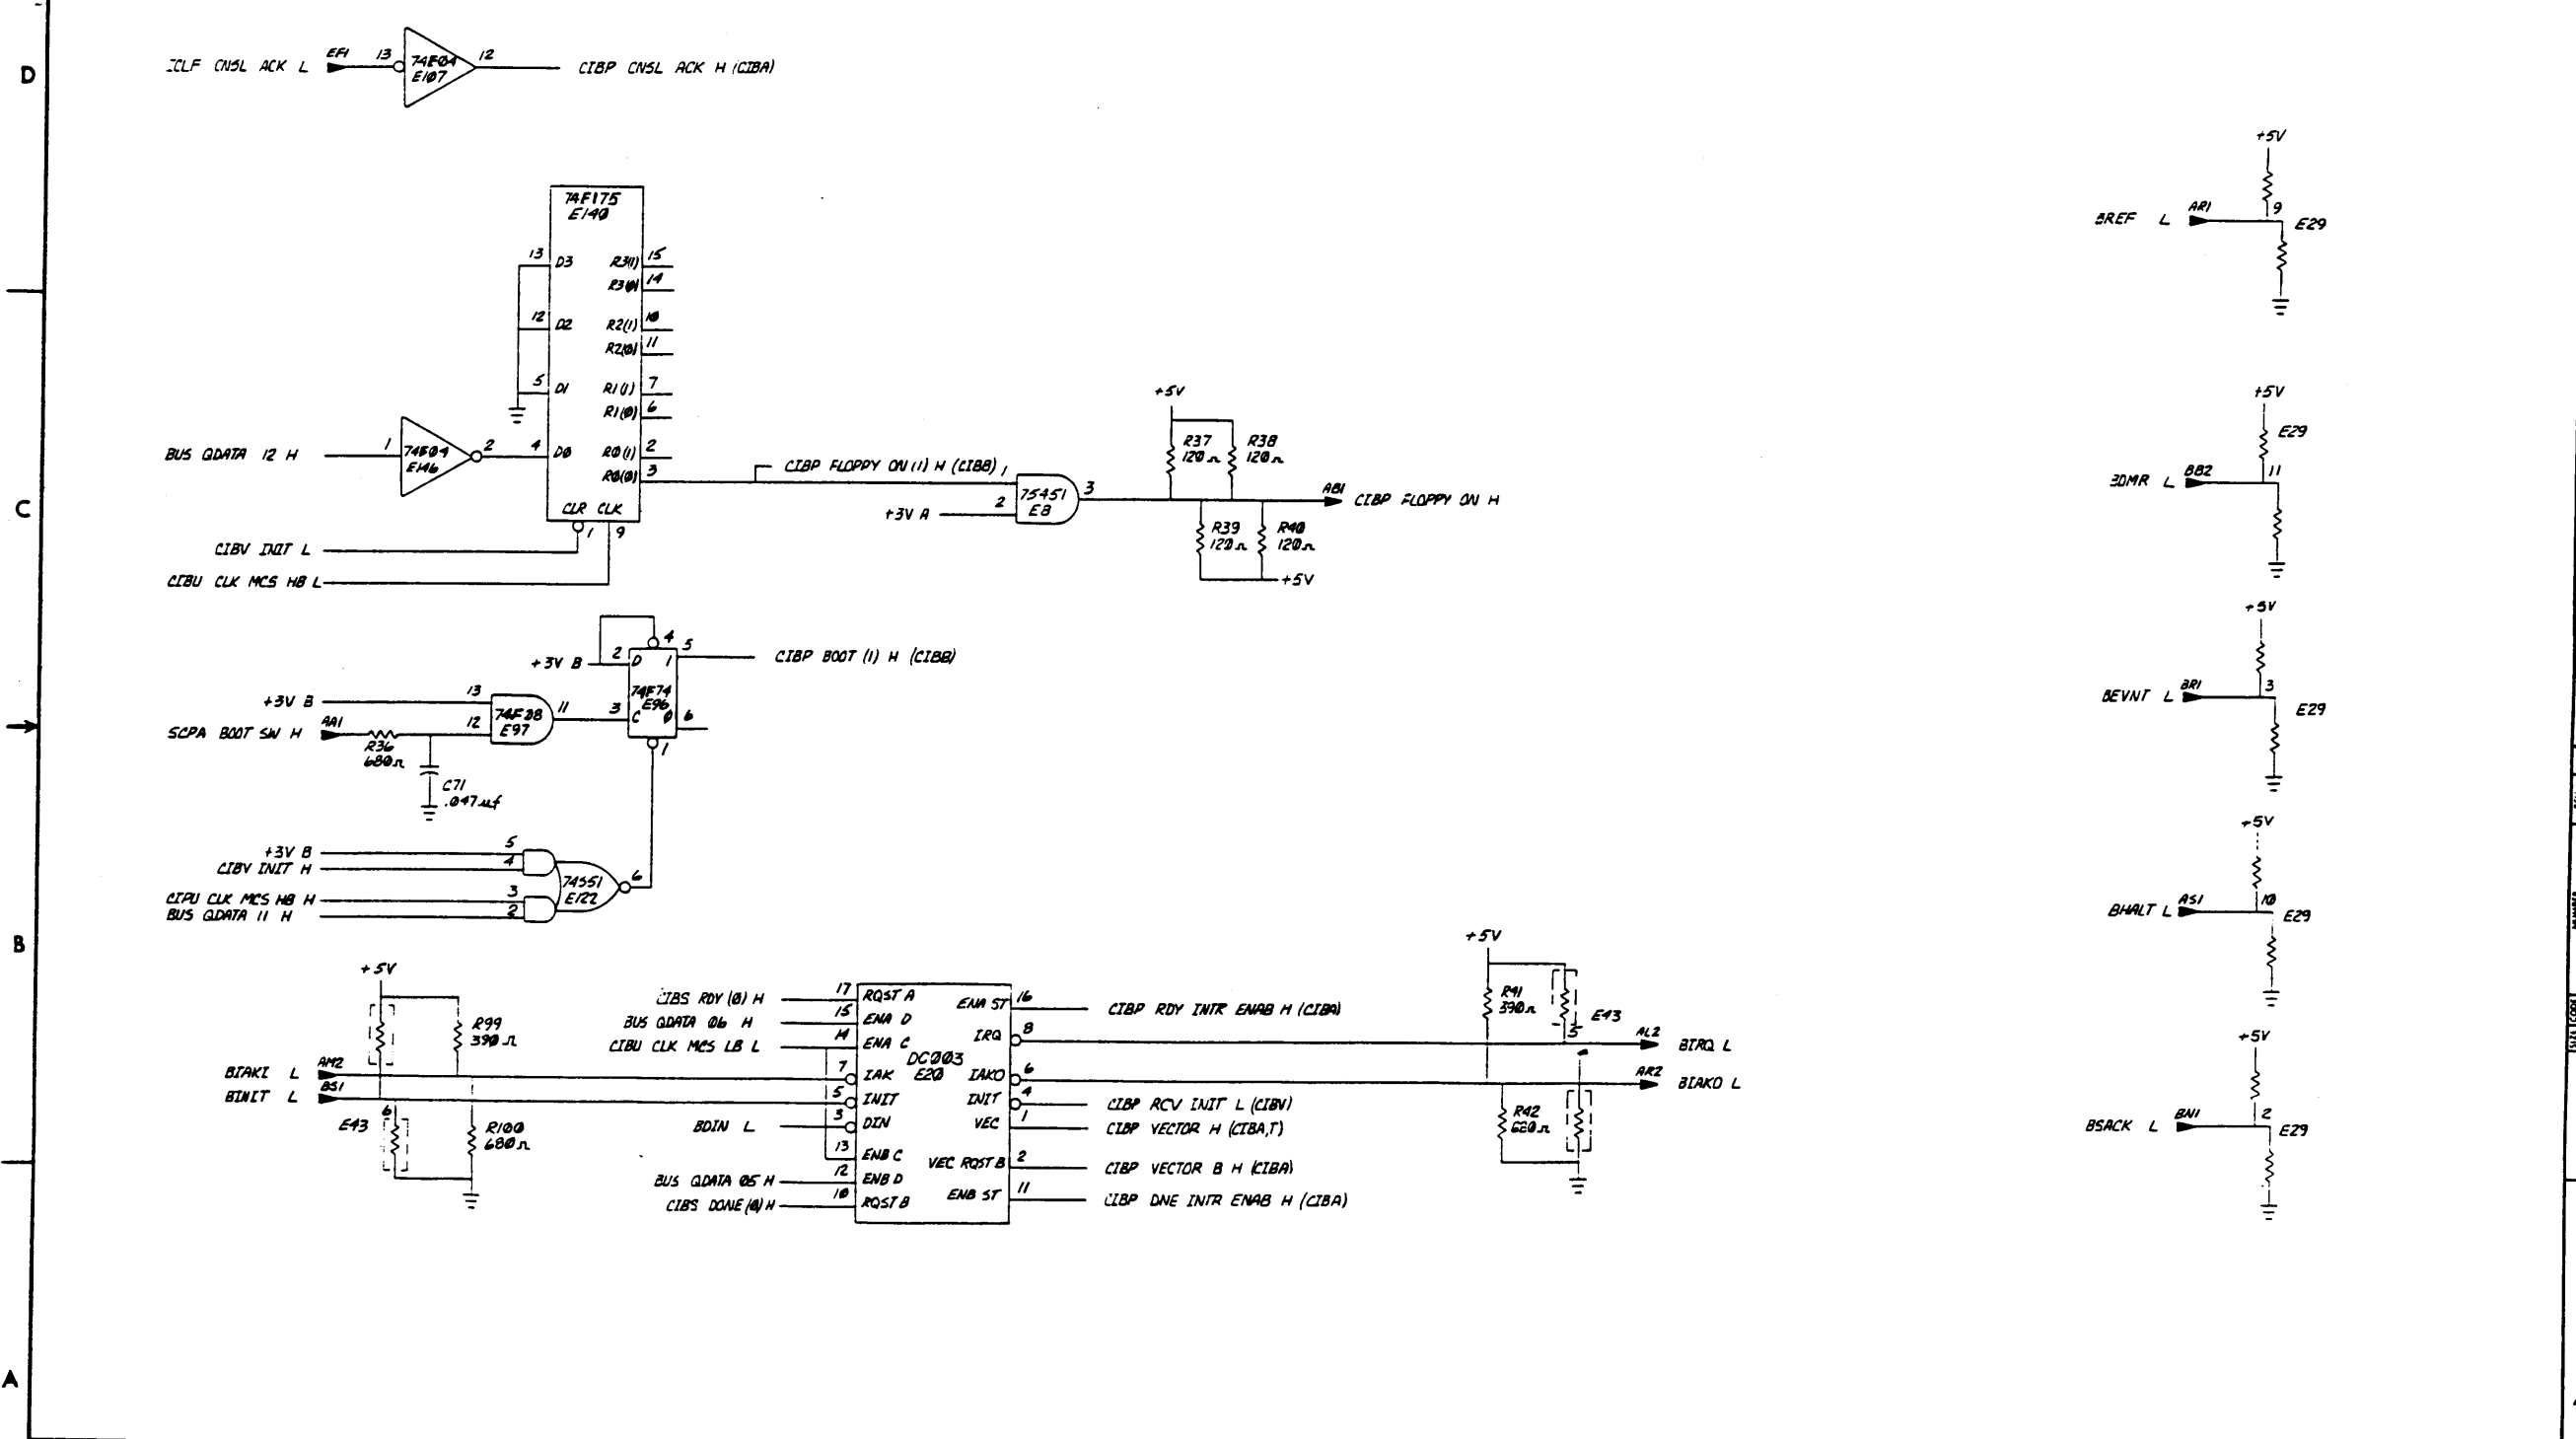 D
CLF CNSL ACK L
EF1
13
74F04
E107
12
CIBP CNSL ACK H (CIBA)
74F175
E140
13 D3
R3(1) 15
R3(0) 14
12 D2
R2(1) 10
R2(0) 11
5 D1
R1(1) 7
R1(0) 6
BUS QDATA 12 H
1
74F04
E146
2
4 D0
R0(1) 2
R0(0) 3
CLR CLK
1 9
CIBV INIT L
CIBU CLK MCS HB L
CIBP FLOPPY ON (1) H (CIBB)
1
+3V A
2
75451
E8
3
+5V
R37
120Ω
R38
120Ω
AB1
CIBP FLOPPY ON H
R39
120Ω
R40
120Ω
+5V
C
+3V B
2 D
4
1 5
CIBP BOOT (1) H (CIBB)
74F74
E96
3 C
0 6
1
+3V B
13
SCPA BOOT SW H
AA1
R36
680Ω
12
74F08
E97
11
C71
.047uf
+3V B
5
CIBV INIT H
4
CIPU CLK MCS HB H
3
BUS QDATA 11 H
2
74S51
E122
6
B
+5V
R99
390Ω
BIAKI L
AM2
BINIT L
BS1
E43
6
R100
680Ω
CIBS RDY (0) H
17 RQST A
BUS QDATA 06 H
15 ENA D
CIBU CLK MCS LB L
14 ENA C
DC003
E20
7 IAK
5 INIT
BDIN L
3 DIN
13 ENB C
BUS QDATA 05 H
12 ENB D
CIBS DONE (0) H
10 RQST B
ENA ST 16
CIBP RDY INTR ENAB H (CIBA)
IRQ 8
IAKO 6
INIT 4
CIBP RCV INIT L (CIBV)
VEC 1
CIBP VECTOR H (CIBA,T)
VEC RQST B 2
CIBP VECTOR B H (CIBA)
ENB ST 11
CIBP DNE INTR ENAB H (CIBA)
+5V
R41
390Ω
E43
5
AL2
BIRQ L
AR2
BIAKO L
R42
680Ω
+5V
BREF L
AR1
9
E29
+5V
E29
BDMR L
BB2
11
+5V
BEVNT L
BR1
3
E29
+5V
BHALT L
AS1
10
E29
+5V
BSACK L
BN1
2
E29
A